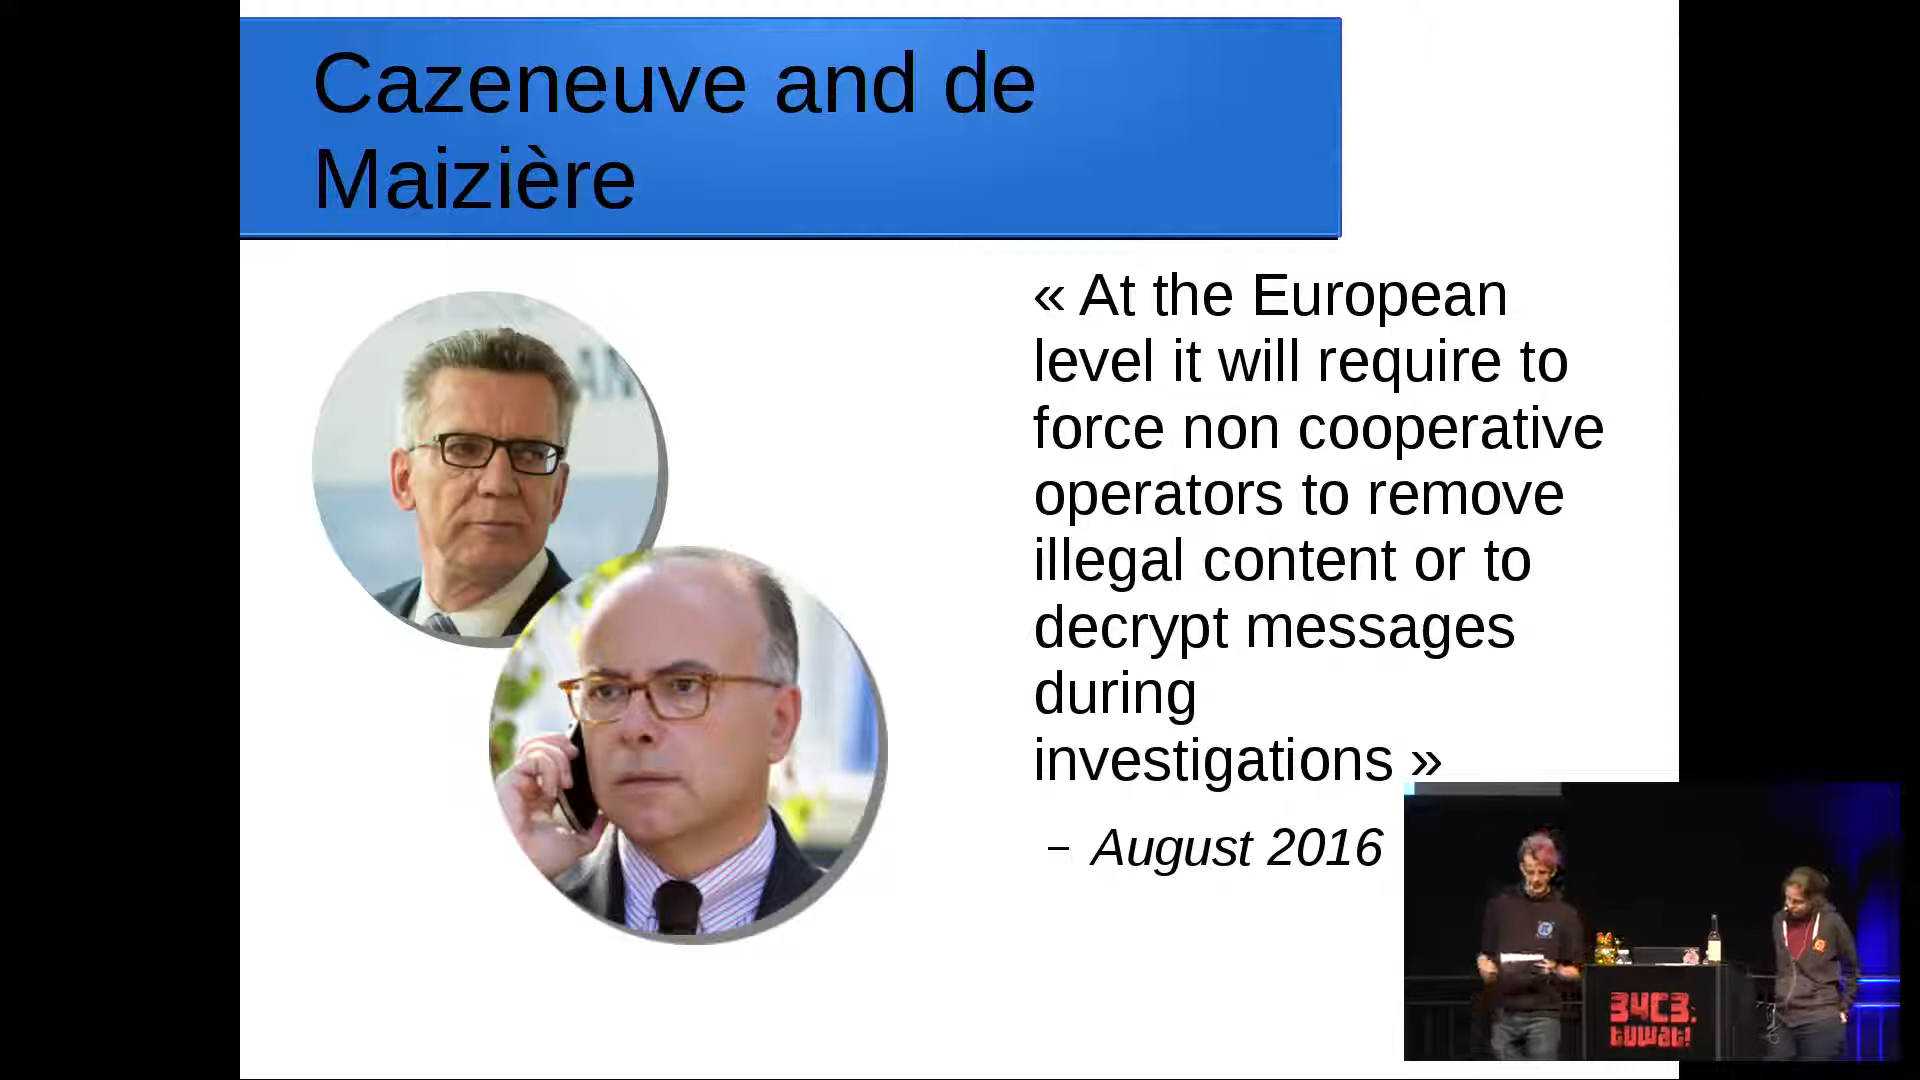 Cazeneuve and de
Maizière
« At the European
level it will require to
force non cooperative
operators to remove
illegal content or to
decrypt messages
during
investigations »
– August 2016
34C3.
tuwat!